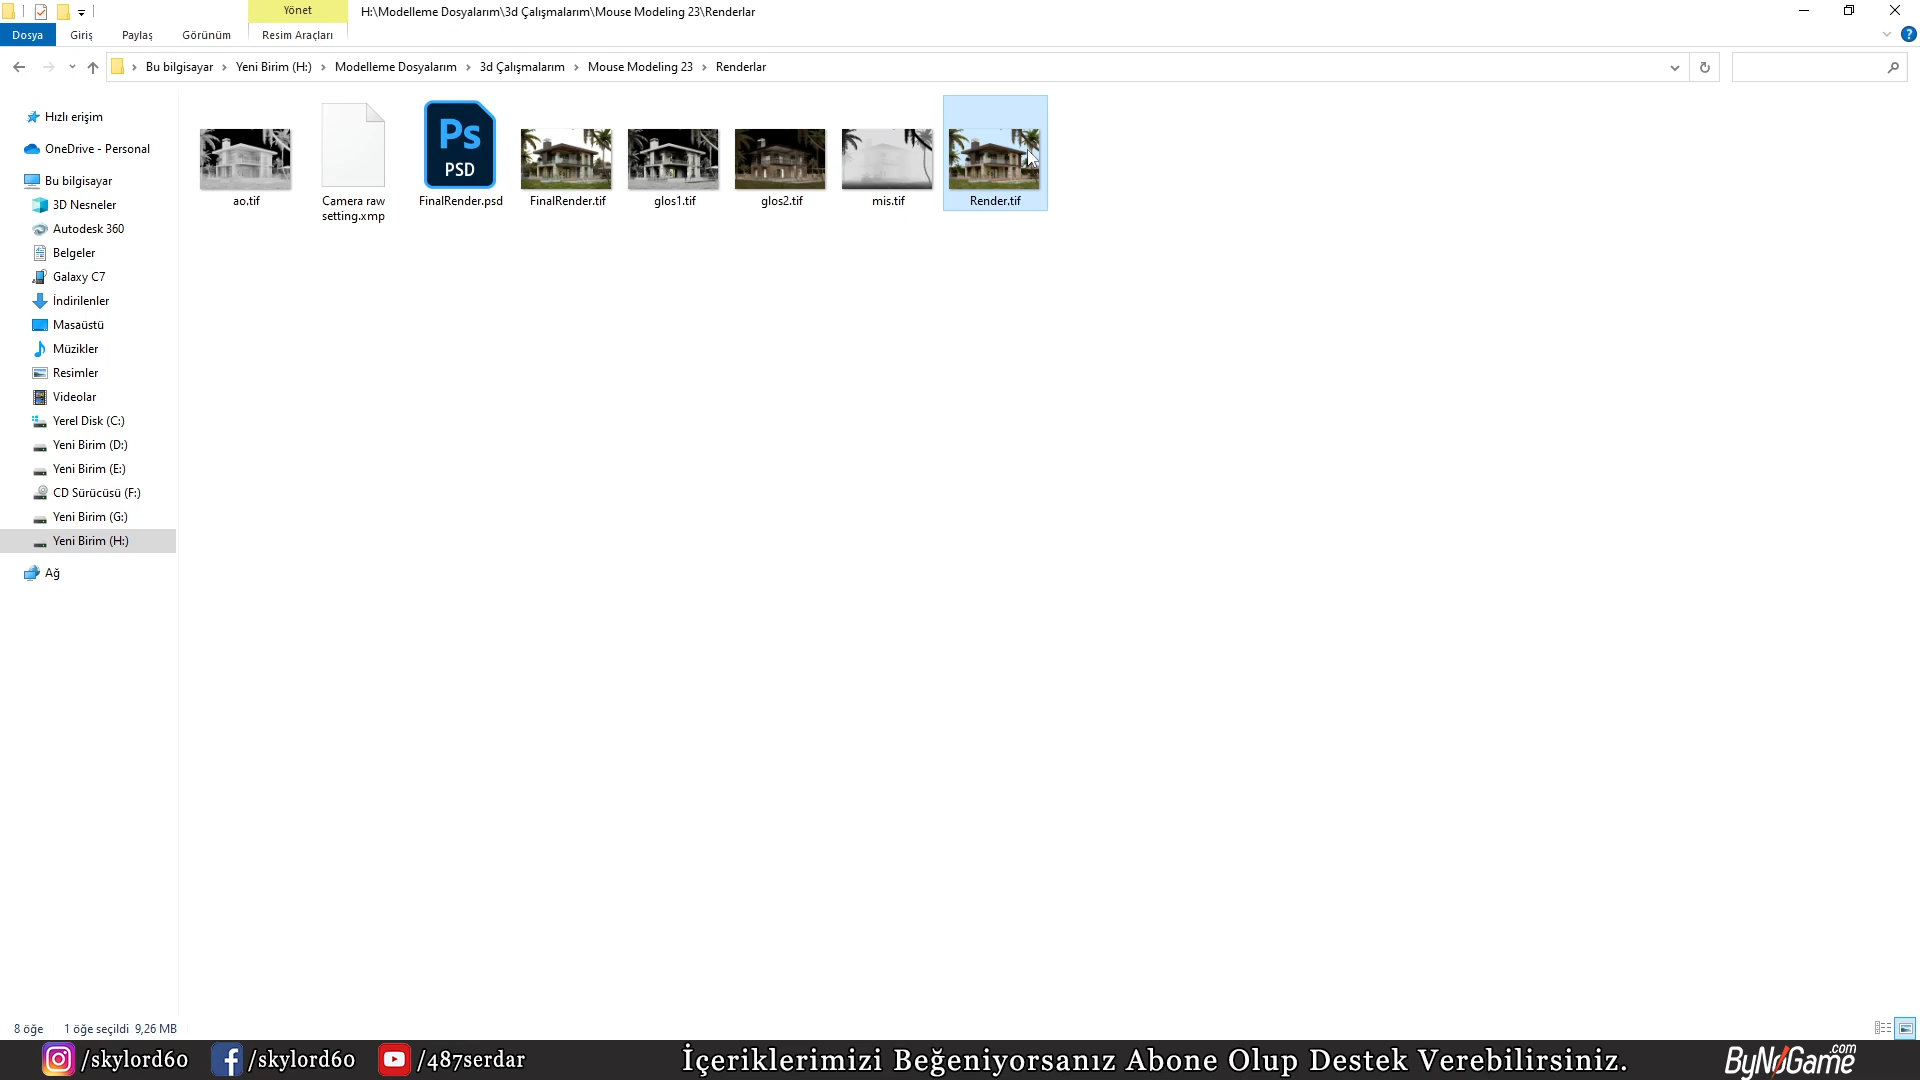 Yönet
H:\Modelleme Dosyalarım\3d Çalışmalarım\Mouse Modeling 23\Renderlar
Dosya
Giriş
Paylaş
Görünüm
Resim Araçları
?
Bu bilgisayar
Yeni Birim (H:)
Modelleme Dosyalarım
3d Çalışmalarım
Mouse Modeling 23
Renderlar
Hızlı erişim
OneDrive - Personal
Bu bilgisayar
3D Nesneler
Autodesk 360
Belgeler
Galaxy C7
İndirilenler
Masaüstü
Müzikler
Resimler
Videolar
Yerel Disk (C:)
Yeni Birim (D:)
Yeni Birim (E:)
CD Sürücüsü (F:)
Yeni Birim (G:)
Yeni Birim (H:)
Ağ
Ps
PSD
ao.tif
Camera raw
setting.xmp
FinalRender.psd
FinalRender.tif
glos1.tif
glos2.tif
mis.tif
Render.tif
8 öğe
1 öğe seçildi 9,26 MB
/skylord60
/skylord60
/487serdar
İçeriklerimizi Beğeniyorsanız Abone Olup Destek Verebilirsiniz.
ByNoGame.com